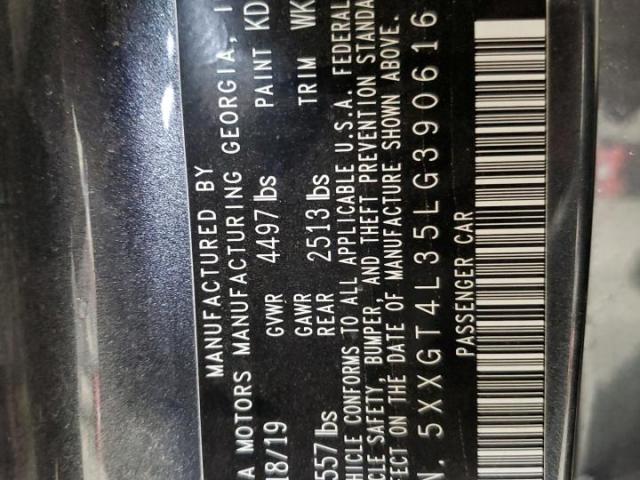 MANUFACTURED BY
A MOTORS MANUFACTURING GEORGIA, I
18/19 GVWR 4497 lbs PAINT KD
GAWR
557 lbs REAR 2513 lbs TRIM WK
HICLE CONFORMS TO ALL APPLICABLE U.S.A. FEDERAL
CLE SAFETY, BUMPER, AND THEFT PREVENTION STANDA
FECT ON THE DATE OF MANUFACTURE SHOWN ABOVE.
N. 5XXGT4L35LG390616
PASSENGER CAR